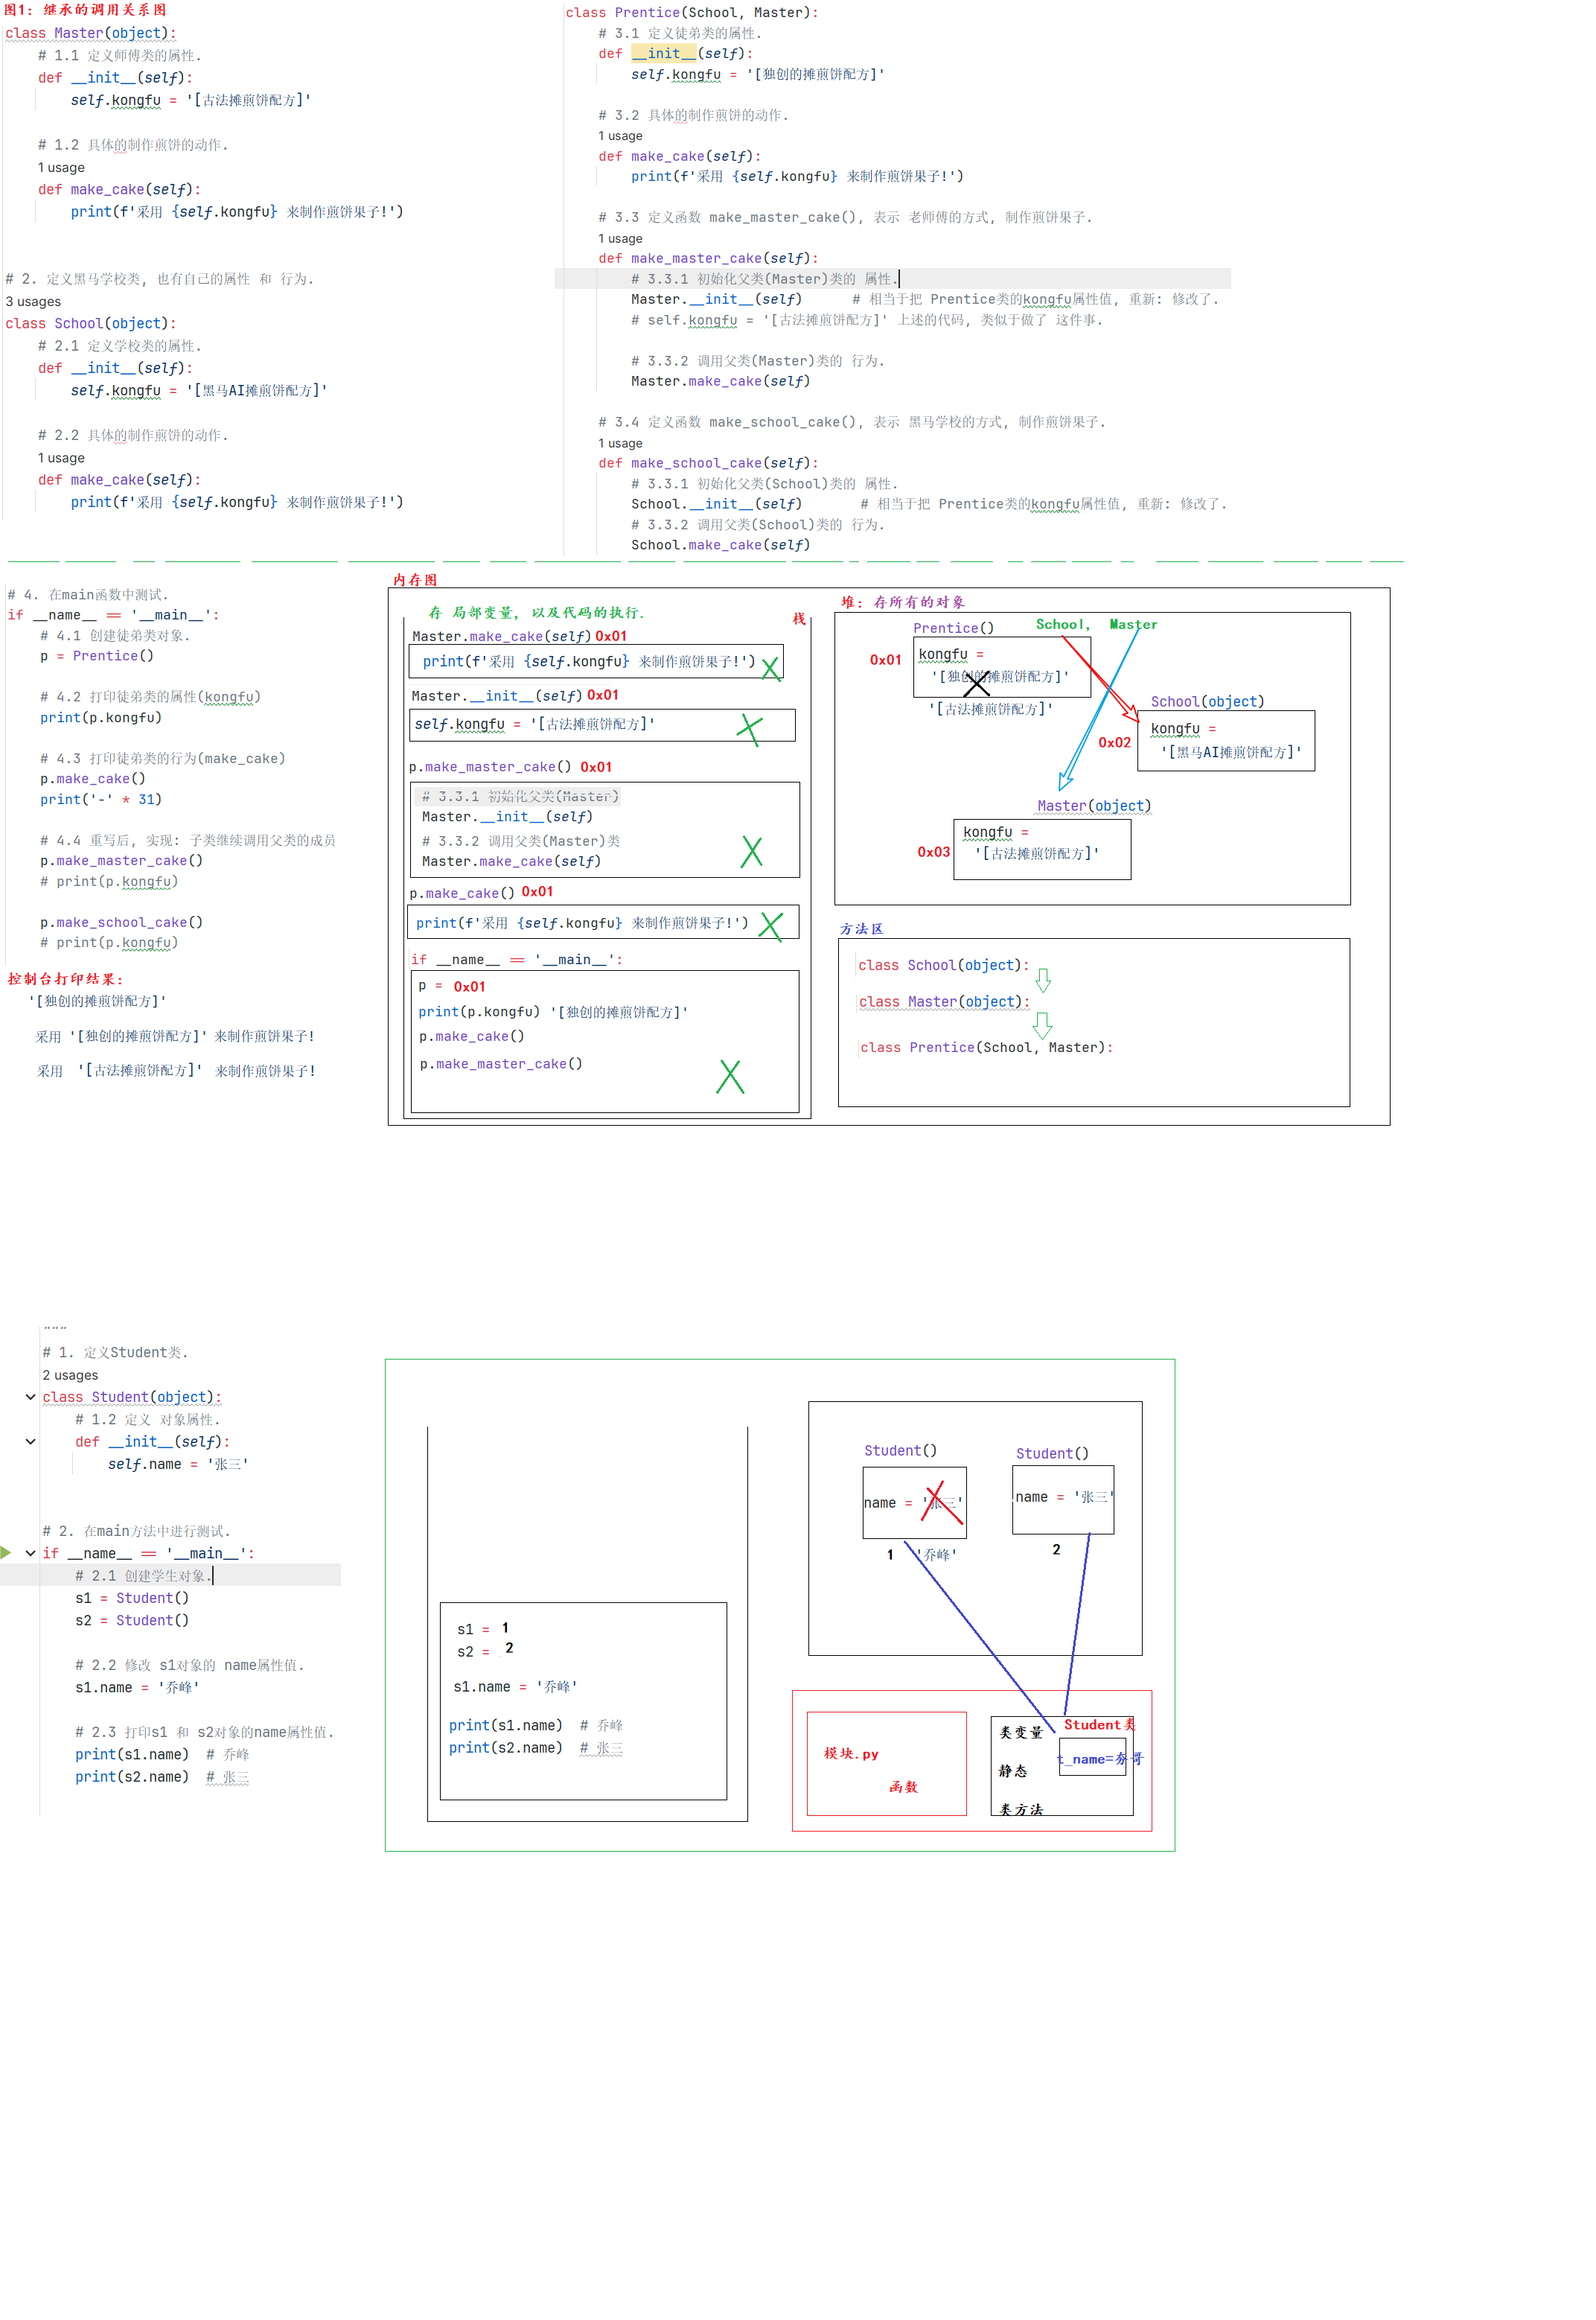 图1: 继承的调用关系图
class Master(object):
# 1.1 定义师傅类的属性.
def __init__(self):
self.kongfu = '[古法摊煎饼配方]'
# 1.2 具体的制作煎饼的动作.
1 usage
def make_cake(self):
print(f'采用 {self.kongfu} 来制作煎饼果子!')
# 2. 定义黑马学校类, 也有自己的属性 和 行为.
3 usages
class School(object):
# 2.1 定义学校类的属性.
def __init__(self):
self.kongfu = '[黑马AI摊煎饼配方]'
# 2.2 具体的制作煎饼的动作.
1 usage
def make_cake(self):
print(f'采用 {self.kongfu} 来制作煎饼果子!')
class Prentice(School, Master):
# 3.1 定义徒弟类的属性.
def __init__(self):
self.kongfu = '[独创的摊煎饼配方]'
# 3.2 具体的制作煎饼的动作.
1 usage
def make_cake(self):
print(f'采用 {self.kongfu} 来制作煎饼果子!')
# 3.3 定义函数 make_master_cake(), 表示 老师傅的方式, 制作煎饼果子.
1 usage
def make_master_cake(self):
# 3.3.1 初始化父类(Master)类的 属性.
Master.__init__(self) # 相当于把 Prentice类的kongfu属性值, 重新: 修改了.
# self.kongfu = '[古法摊煎饼配方]' 上述的代码, 类似于做了 这件事.
# 3.3.2 调用父类(Master)类的 行为.
Master.make_cake(self)
# 3.4 定义函数 make_school_cake(), 表示 黑马学校的方式, 制作煎饼果子.
1 usage
def make_school_cake(self):
# 3.3.1 初始化父类(School)类的 属性.
School.__init__(self) # 相当于把 Prentice类的kongfu属性值, 重新: 修改了.
# 3.3.2 调用父类(School)类的 行为.
School.make_cake(self)
# 4. 在main函数中测试.
if __name__ == '__main__':
# 4.1 创建徒弟类对象.
p = Prentice()
# 4.2 打印徒弟类的属性(kongfu)
print(p.kongfu)
# 4.3 打印徒弟类的行为(make_cake)
p.make_cake()
print('-' * 31)
# 4.4 重写后, 实现: 子类继续调用父类的成员
p.make_master_cake()
# print(p.kongfu)
p.make_school_cake()
# print(p.kongfu)
控制台打印结果:
'[独创的摊煎饼配方]'
采用 '[独创的摊煎饼配方]' 来制作煎饼果子!
采用 '[古法摊煎饼配方]' 来制作煎饼果子!
内存图
存 局部变量, 以及代码的执行.
栈
Master.make_cake(self) 0x01
print(f'采用 {self.kongfu} 来制作煎饼果子!')
Master.__init__(self) 0x01
self.kongfu = '[古法摊煎饼配方]'
p.make_master_cake() 0x01
# 3.3.1 初始化父类(Master)
Master.__init__(self)
# 3.3.2 调用父类(Master)类
Master.make_cake(self)
p.make_cake() 0x01
print(f'采用 {self.kongfu} 来制作煎饼果子!')
if __name__ == '__main__':
p = 0x01
print(p.kongfu) '[独创的摊煎饼配方]'
p.make_cake()
p.make_master_cake()
堆: 存所有的对象
Prentice()
School, Master
0x01
kongfu =
'[独创的摊煎饼配方]'
'[古法摊煎饼配方]'
School(object)
0x02
kongfu =
'[黑马AI摊煎饼配方]'
Master(object)
0x03
kongfu =
'[古法摊煎饼配方]'
方法区
class School(object):
class Master(object):
class Prentice(School, Master):
"""
# 1. 定义Student类.
2 usages
class Student(object):
# 1.2 定义 对象属性.
def __init__(self):
self.name = '张三'
# 2. 在main方法中进行测试.
if __name__ == '__main__':
# 2.1 创建学生对象.
s1 = Student()
s2 = Student()
# 2.2 修改 s1对象的 name属性值.
s1.name = '乔峰'
# 2.3 打印s1 和 s2对象的name属性值.
print(s1.name) # 乔峰
print(s2.name) # 张三
s1 = 1
s2 = 2
s1.name = '乔峰'
print(s1.name) # 乔峰
print(s2.name) # 张三
Student()
name = '张三'
1 '乔峰'
Student()
name = '张三'
2
模块.py
函数
类变量
静态
类方法
Student类
t_name=夯哥